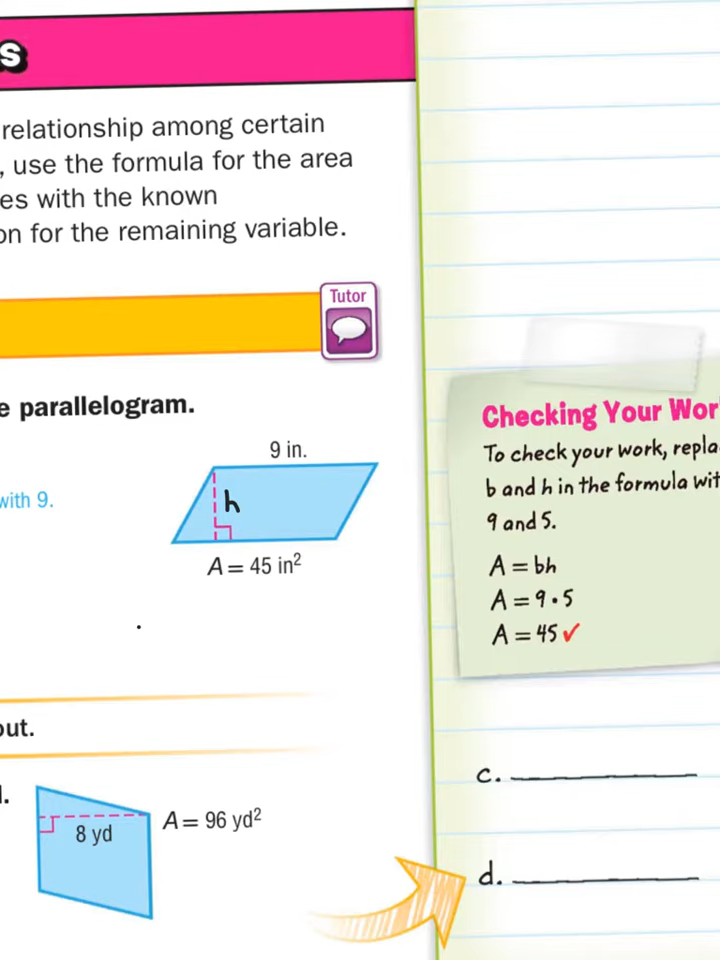 s
relationship among certain
, use the formula for the area
es with the known
on for the remaining variable.
Tutor
e parallelogram.
9 in.
with 9.
h
A = 45 in²
Checking Your Wor
To check your work, repla
b and h in the formula wit
9 and 5.
A = bh
A = 9 • 5
A = 45 ✓
out.
l.
8 yd
A = 96 yd²
c.
d.